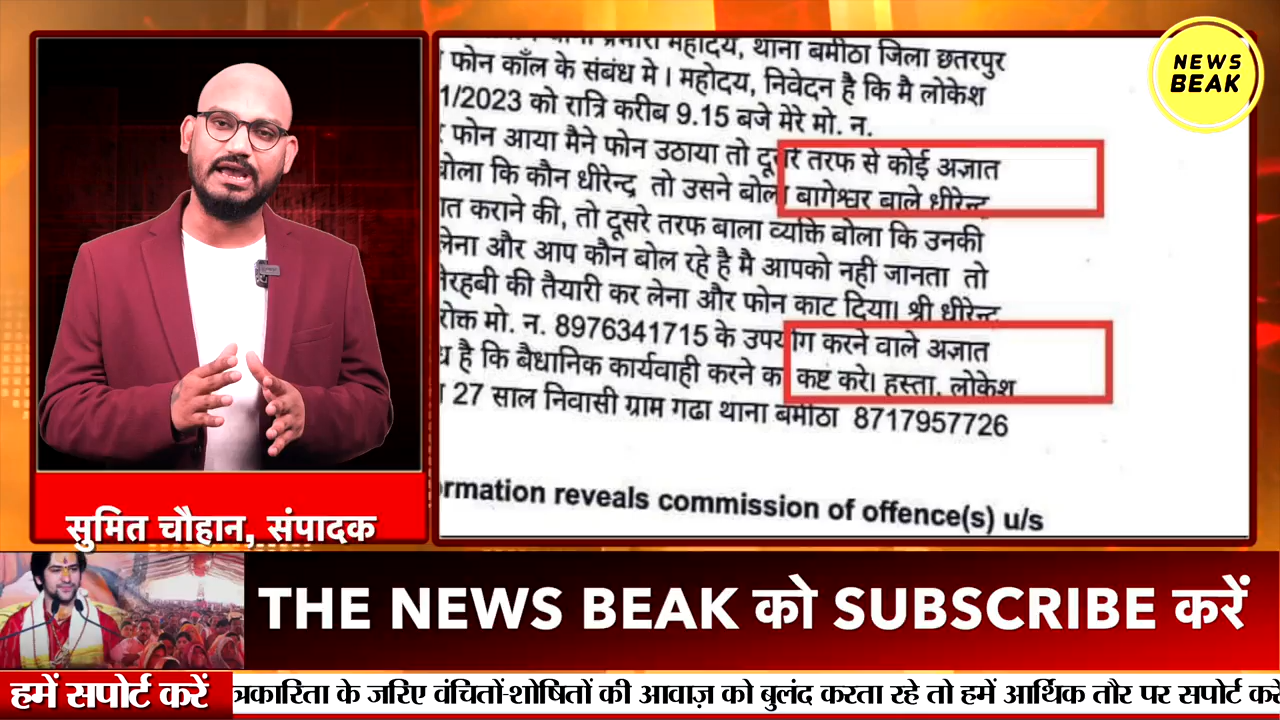 NEWS
BEAK
महोदय, थाना बमीठा जिला छतरपुर
फोन कॉल के संबंध मे । महोदय, निवेदन है कि मै लोकेश
1/2023 को रात्रि करीब 9.15 बजे मेरे मो. न.
फोन आया मैने फोन उठाया तो दूसरे तरफ से कोई अज्ञात
बोला कि कौन धीरेन्द्र तो उसने बोला बागेश्वर बाले धीरेन्द्र
कराने की, तो दूसरे तरफ बाला व्यक्ति बोला कि उनकी
लेना और आप कौन बोल रहे है मै आपको नही जानता तो
की तैयारी कर लेना और फोन काट दिया। श्री धीरेन्द्र
मो. न. 8976341715 के उपयोग करने वाले अज्ञात
है कि बैधानिक कार्यवाही करने का कष्ट करे। हस्ता. लोकेश
27 साल निवासी ग्राम गढा थाना बमीठा 8717957726
ormation reveals commission of offence(s) u/s
सुमित चौहान, संपादक
THE NEWS BEAK को SUBSCRIBE करें
हमें सपोर्ट करें
त्रकारिता के जरिए वंचितों-शोषितों की आवाज़ को बुलंद करता रहे तो हमें आर्थिक तौर पर सपोर्ट करें